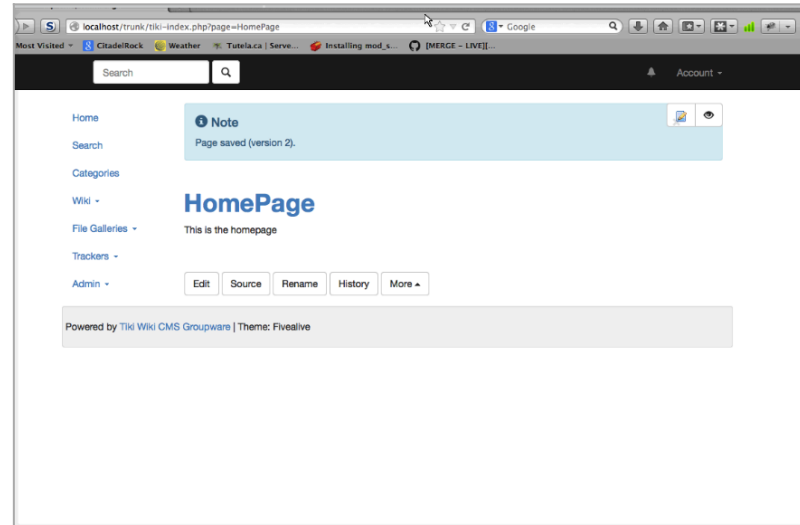 localhost/trunk/tiki-index.php?page=HomePage
Google
Most Visited
CitadelRock
Weather
Tutela.ca | Serve...
Installing mod_s...
[MERGE – LIVE][...
Search
Account
Home
Search
Categories
Wiki
File Galleries
Trackers
Admin
Note
Page saved (version 2).
HomePage
This is the homepage
Edit
Source
Rename
History
More
Powered by Tiki Wiki CMS Groupware | Theme: Fivealive